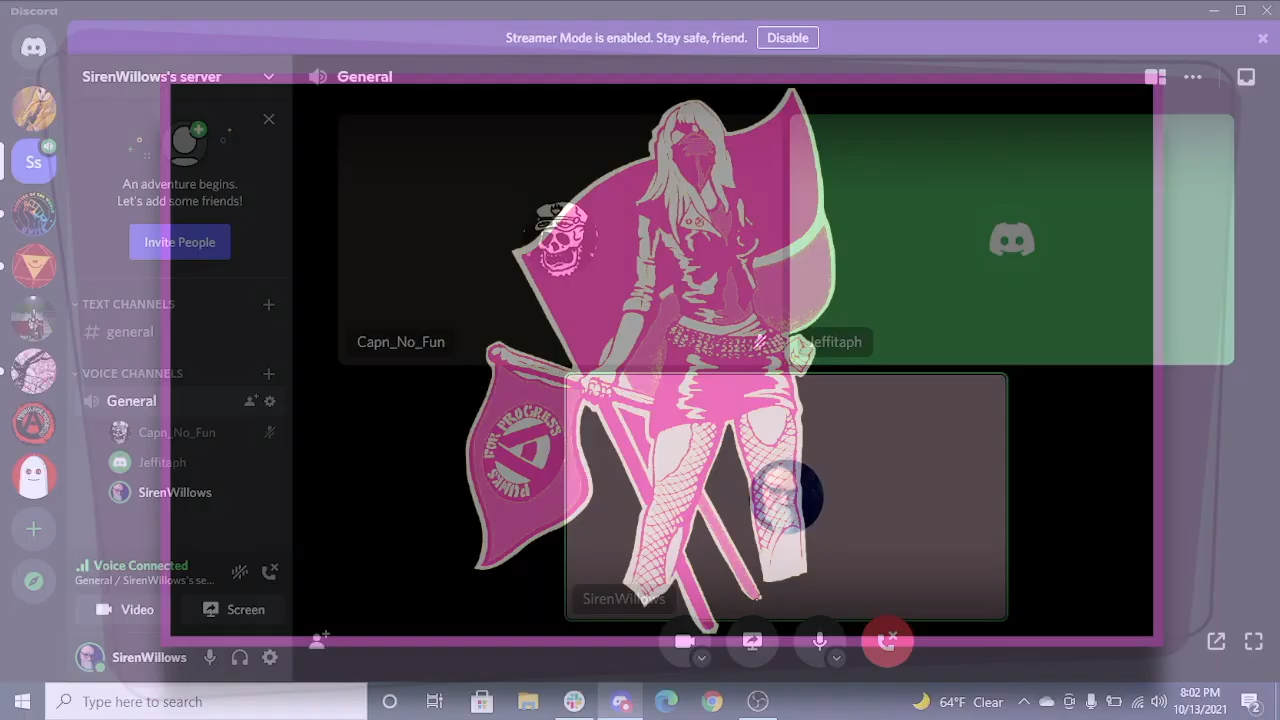 Discord
Streamer Mode is enabled. Stay safe, friend.
Disable
SirenWillows's server
General
Ss
An adventure begins.
Let's add some friends!
Invite People
TEXT CHANNELS
general
VOICE CHANNELS
General
Capn_No_Fun
Jeffitaph
SirenWillows
Capn_No_Fun
Jeffitaph
SirenWillows
PUNKS FOR PROGRESS
Voice Connected
General / SirenWillows's se...
Video
Screen
SirenWillows
Type here to search
64°F Clear
8:02 PM
10/13/2021
2